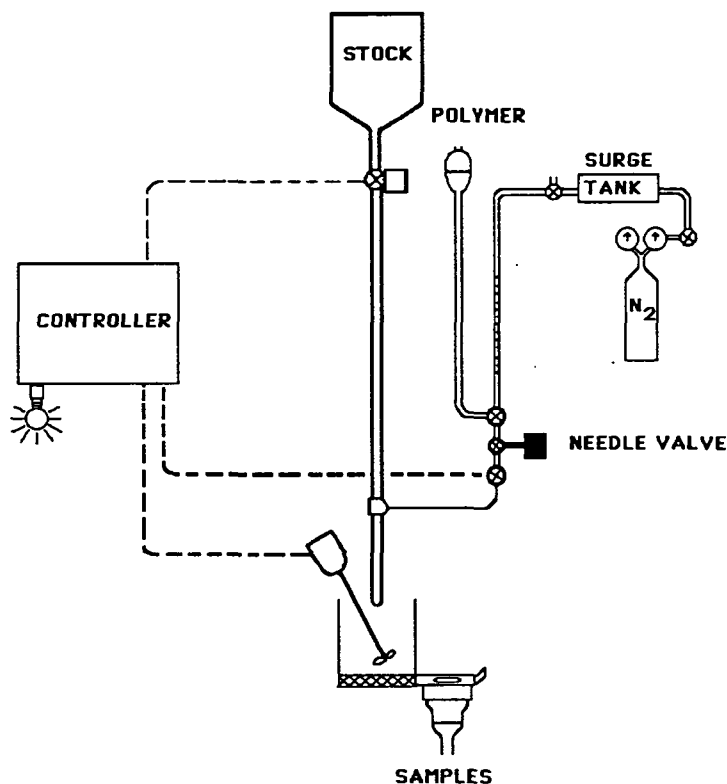 STOCK
POLYMER
SURGE
TANK
N2
CONTROLLER
NEEDLE VALVE
SAMPLES